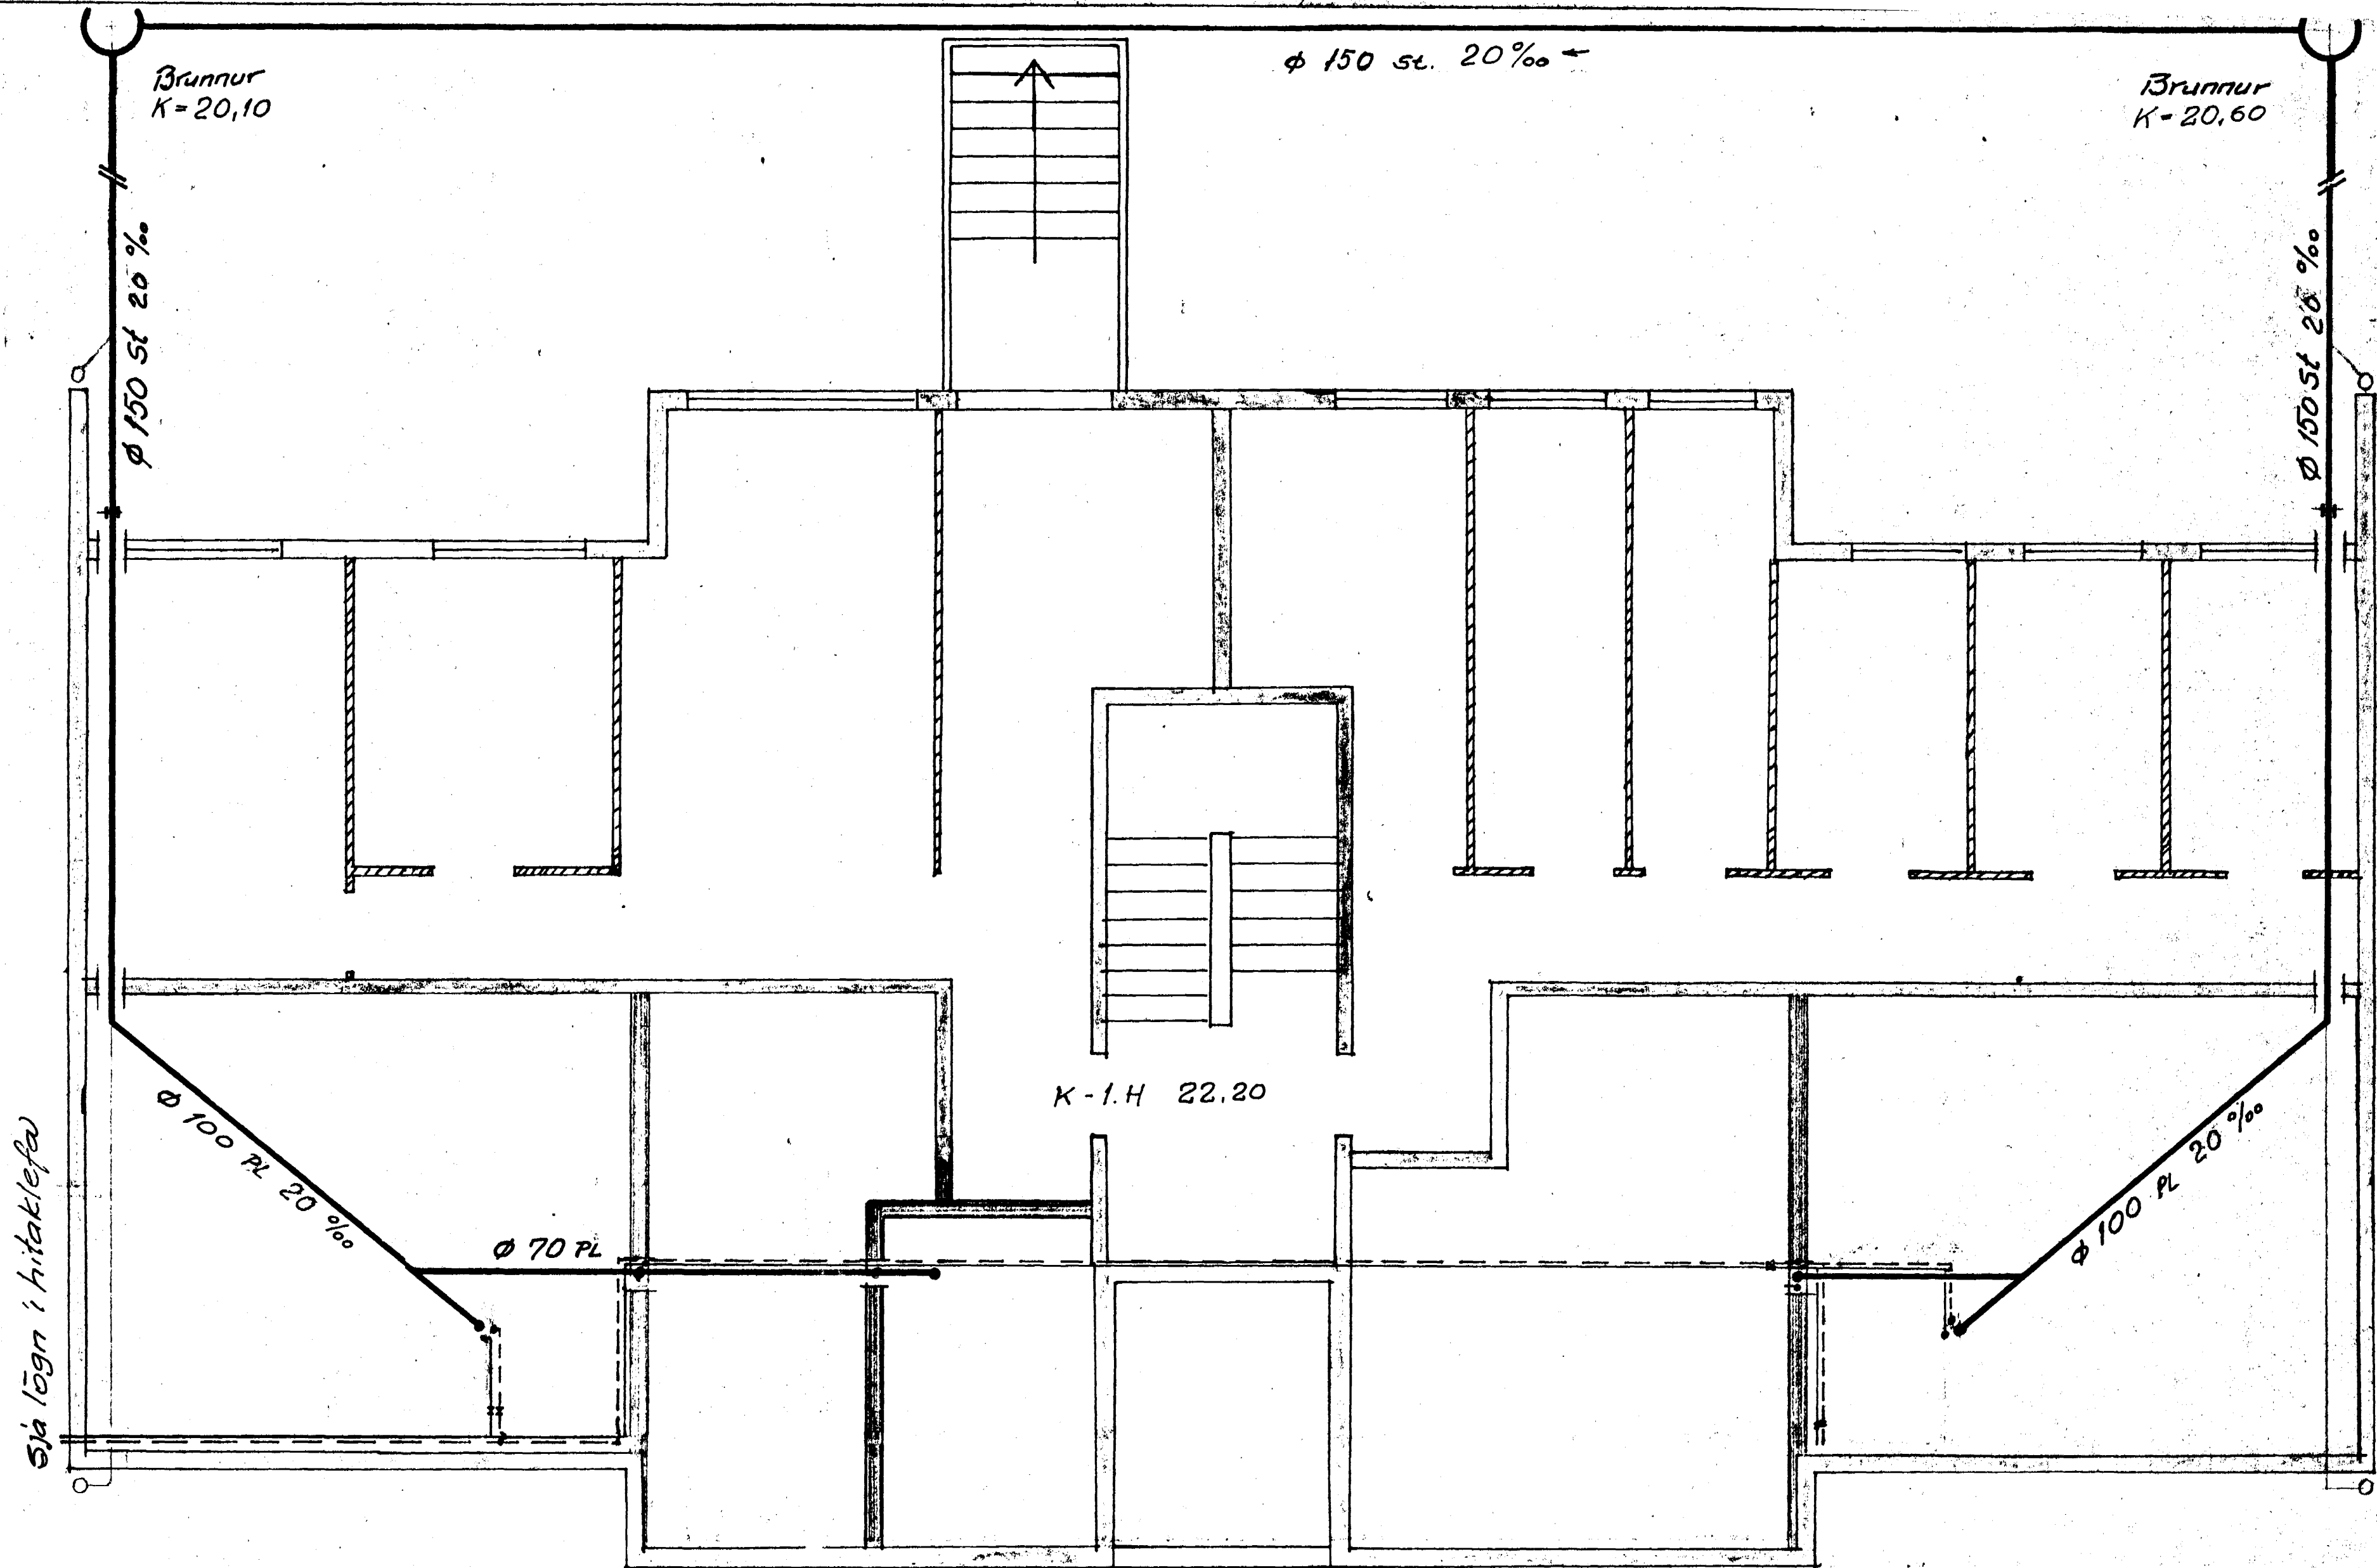 φ 150 st. 20‰ ←
Brunnur
K=20,10
Brunnur
K-20,60
φ 150 st 20‰
φ 150 st 20‰
K-1.H 22.20
φ 100 PL 20‰
φ 100 PL 20‰
φ 70 PL
Sjá lögn í hitaklefa